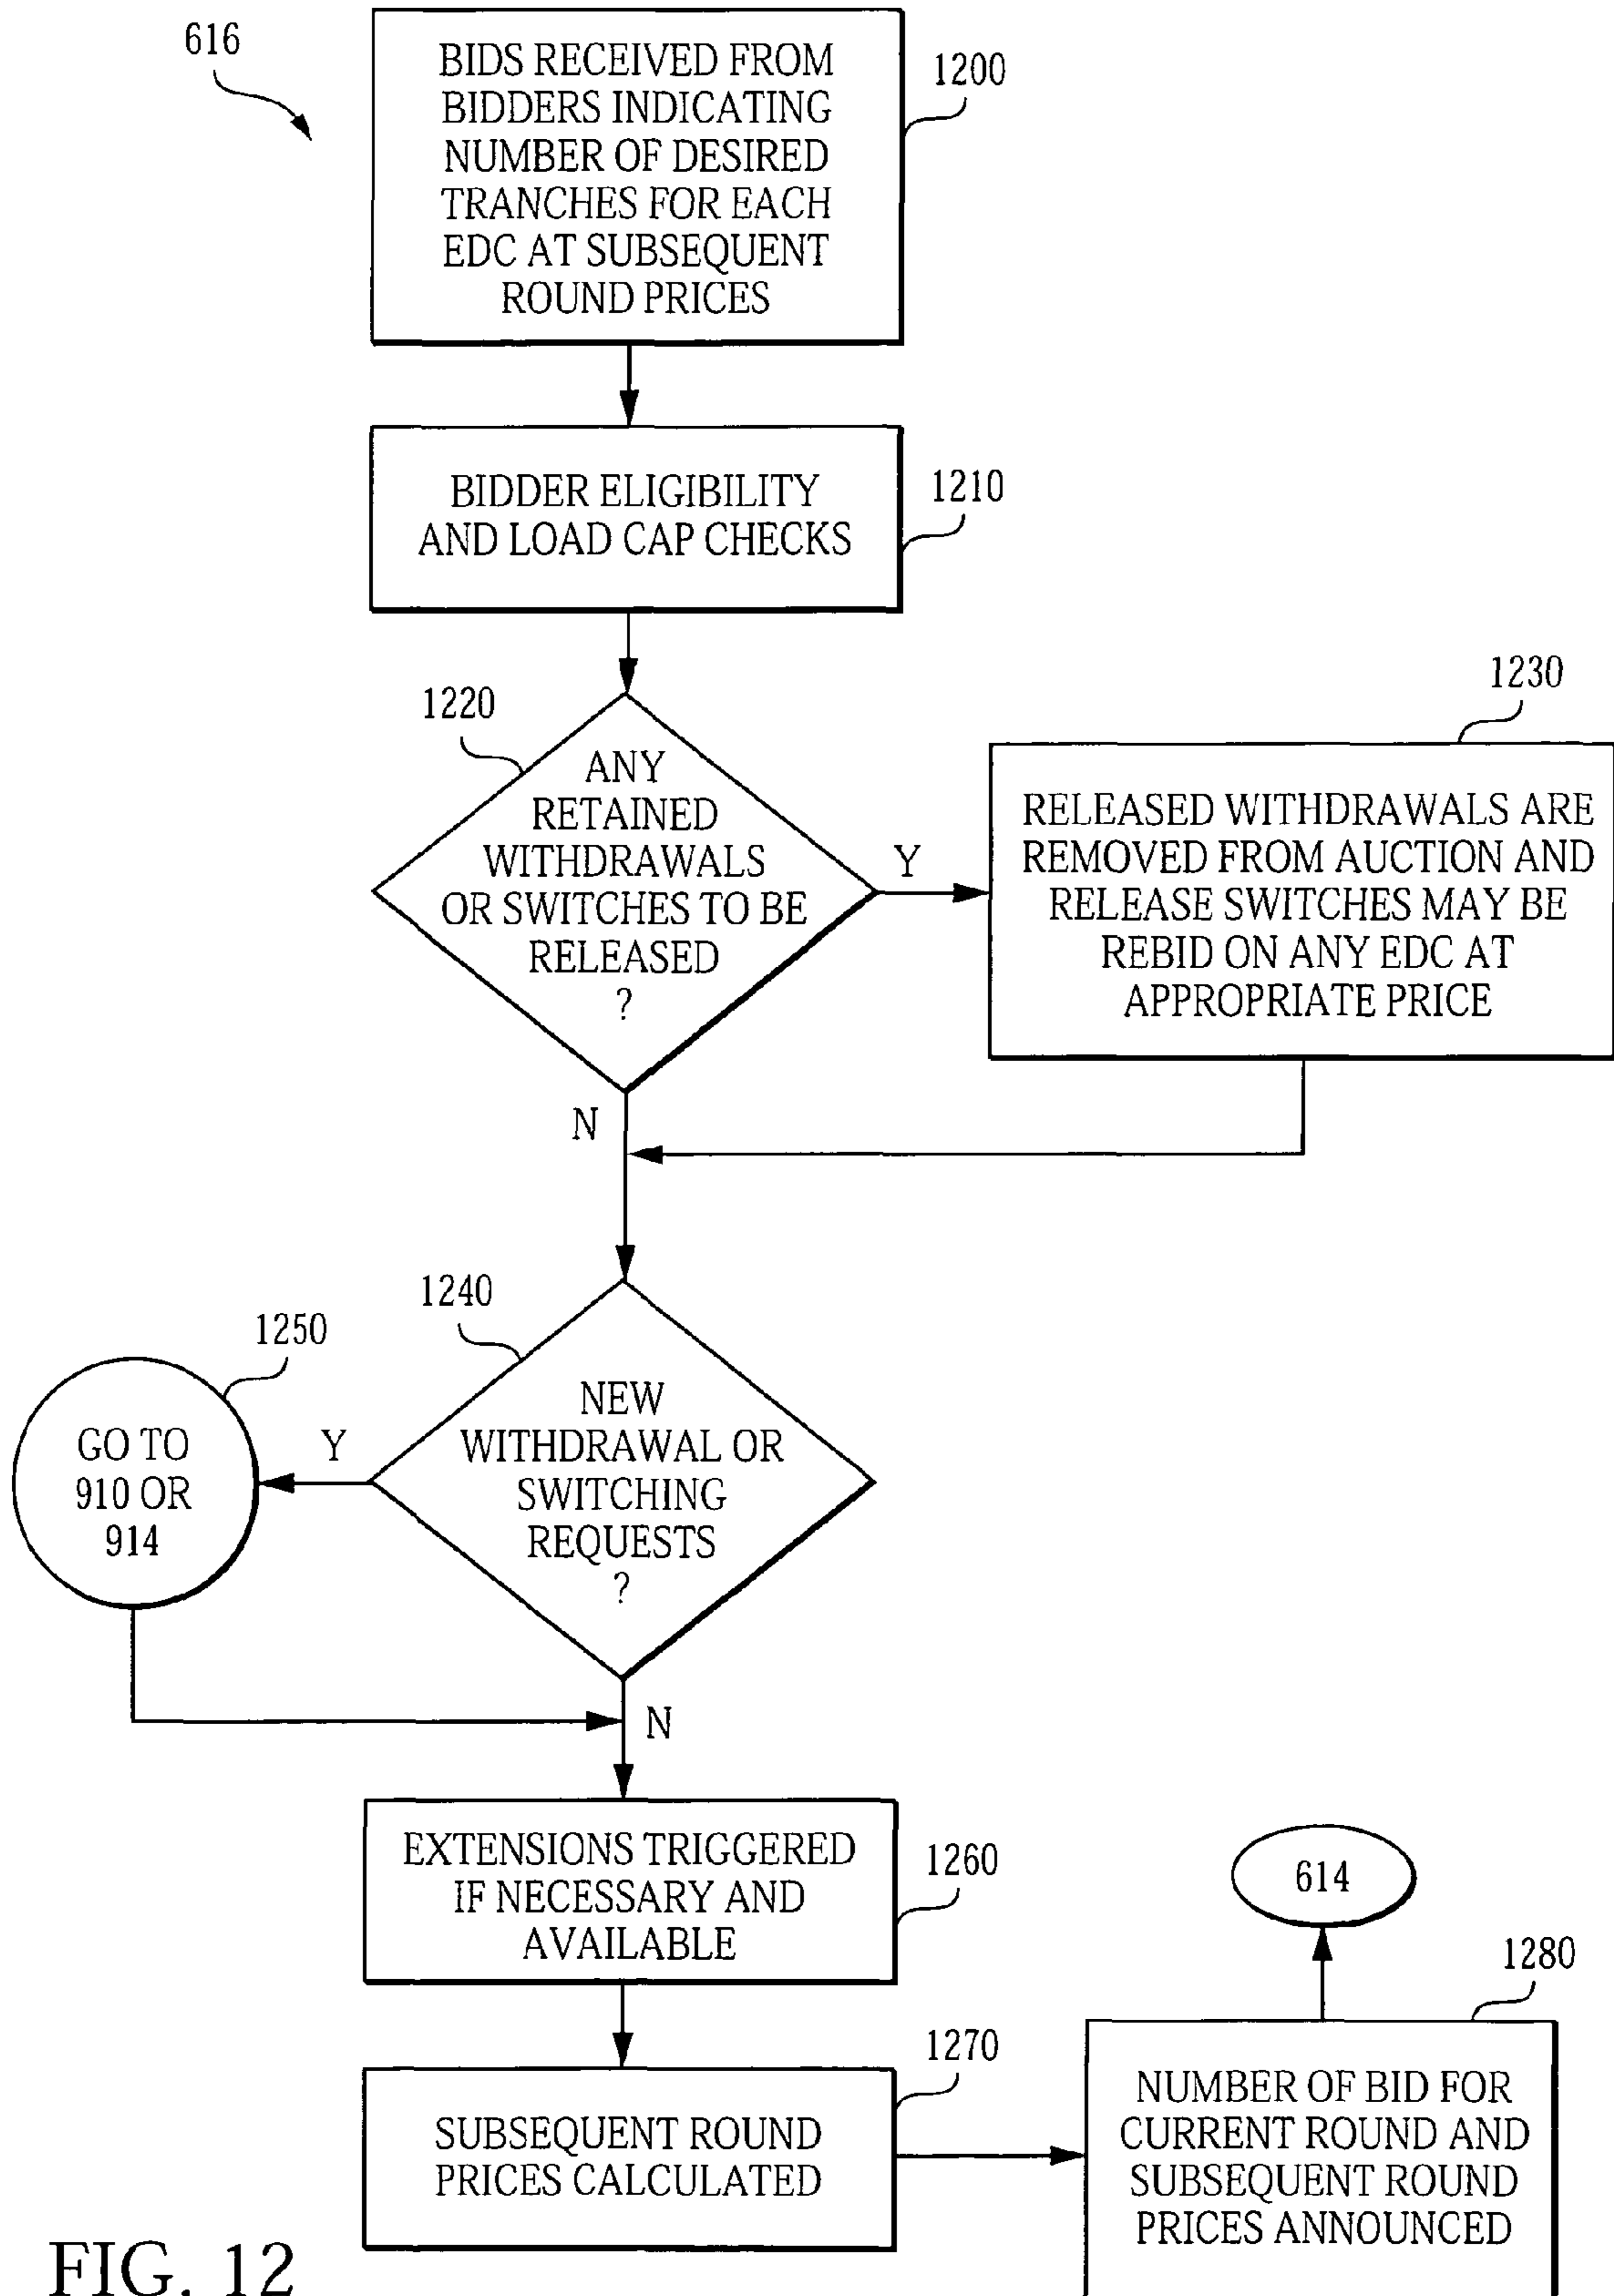 616
BIDS RECEIVED FROM
BIDDERS INDICATING
NUMBER OF DESIRED
TRANCHES FOR EACH
EDC AT SUBSEQUENT
ROUND PRICES
1200
BIDDER ELIGIBILITY
AND LOAD CAP CHECKS
1210
1220
ANY
RETAINED
WITHDRAWALS
OR SWITCHES TO BE
RELEASED
?
Y
1230
RELEASED WITHDRAWALS ARE
REMOVED FROM AUCTION AND
RELEASE SWITCHES MAY BE
REBID ON ANY EDC AT
APPROPRIATE PRICE
N
1240
NEW
WITHDRAWAL OR
SWITCHING
REQUESTS
?
Y
1250
GO TO
910 OR
914
N
EXTENSIONS TRIGGERED
IF NECESSARY AND
AVAILABLE
1260
SUBSEQUENT ROUND
PRICES CALCULATED
1270
614
1280
NUMBER OF BID FOR
CURRENT ROUND AND
SUBSEQUENT ROUND
PRICES ANNOUNCED
FIG. 12